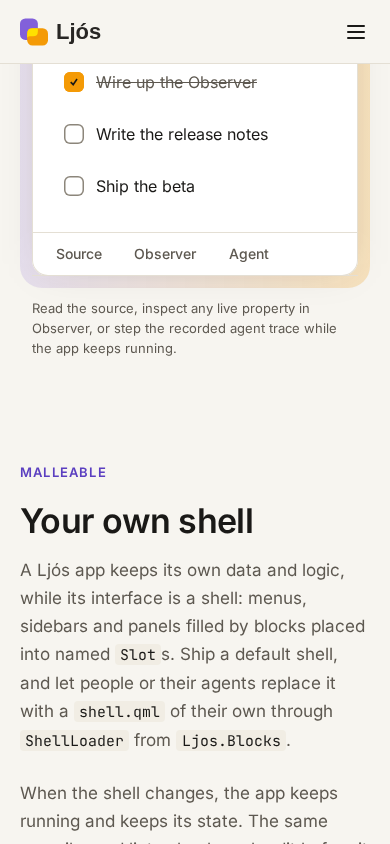 Ljós
Wire up the Observer
Write the release notes
Ship the beta
Source Observer Agent
Read the source, inspect any live property in
Observer, or step the recorded agent trace while
the app keeps running.
MALLEABLE
Your own shell
A Ljós app keeps its own data and logic,
while its interface is a shell: menus,
sidebars and panels filled by blocks placed
into named Slots. Ship a default shell,
and let people or their agents replace it
with a shell.qml of their own through
ShellLoader from Ljos.Blocks.
When the shell changes, the app keeps
running and keeps its state. The same